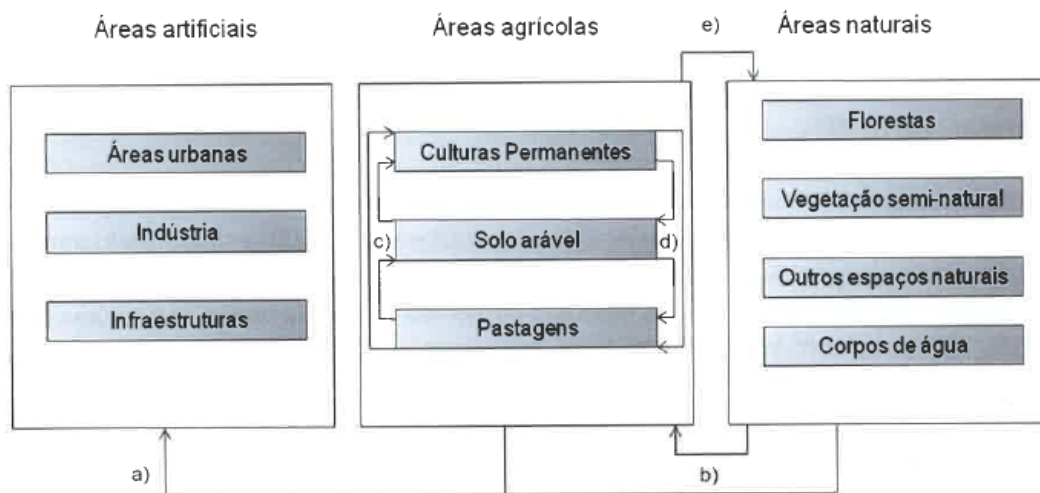 Áreas artificiais
Áreas agrícolas
e)
Áreas naturais
Áreas urbanas
Indústria
Infraestruturas
Culturas Permanentes
c)
Solo arável
d)
Pastagens
Florestas
Vegetação semi-natural
Outros espaços naturais
Corpos de água
a)
b)